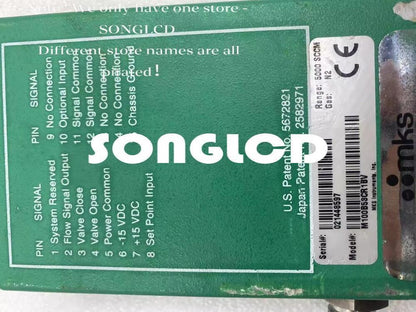 Note: We only have one store -
SONGLCD
Different store names are all
pirated!
SONGLCD
PIN SIGNAL
1 System Reserved
2 Flow Signal Output
3 Valve Close
4 Valve Open
5 Power Common
6 -15 VDC
7 +15 VDC
8 Set Point Input
PIN SIGNAL
9 No Connection
10 Optional Input
11 Signal Common
12 Signal Common
No Connection
No Connection
Chassis Ground
U.S. Patent No. 5672821
Japan Patent 2582971
Range: 5000 SCCM
Gas: N2
CE
Serial#: 021446597
Model#: M100B53CR1BV
mks
MKS Instruments, Inc.